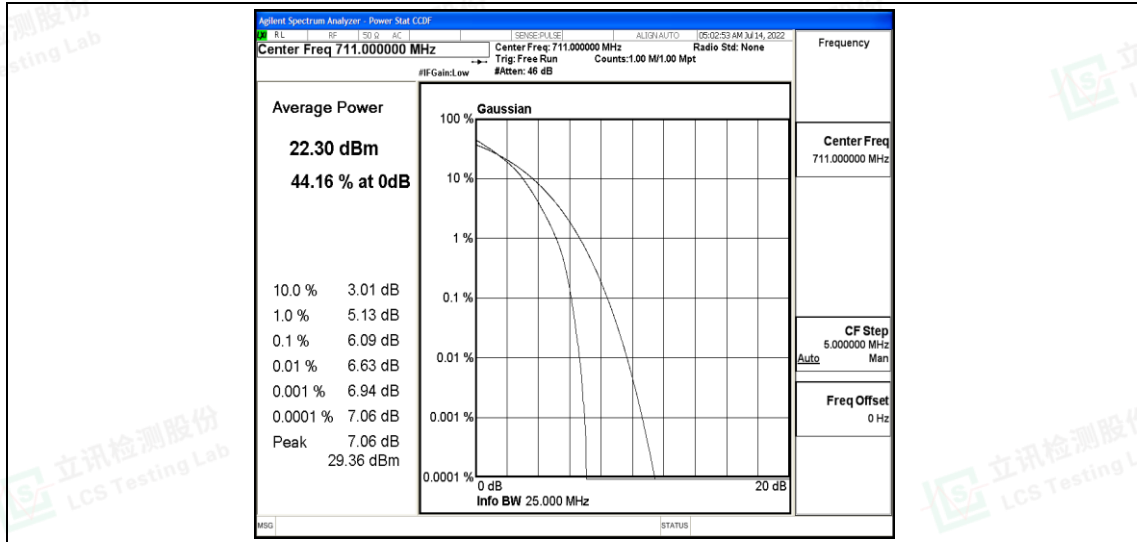 Agilent Spectrum Analyzer - Power Stat CCDF
RL RF 50 Ω AC SENSE:PULSE ALIGNAUTO 05:02:53 AM Jul 14, 2022
Center Freq 711.000000 MHz
Center Freq: 711.000000 MHz Radio Std: None
Trig: Free Run Counts:1.00 M/1.00 Mpt
#IFGain:Low #Atten: 46 dB
Frequency
Average Power
22.30 dBm
44.16 % at 0dB
10.0 % 3.01 dB
1.0 % 5.13 dB
0.1 % 6.09 dB
0.01 % 6.63 dB
0.001 % 6.94 dB
0.0001 % 7.06 dB
Peak 7.06 dB
29.36 dBm
Gaussian
100 %
10 %
1 %
0.1 %
0.01 %
0.001 %
0.0001 %
0 dB 20 dB
Info BW 25.000 MHz
Center Freq
711.000000 MHz
CF Step
5.000000 MHz
Auto Man
Freq Offset
0 Hz
MSG STATUS
立讯检测股份
LCS Testing Lab
立讯检测股份
LCS Testing L